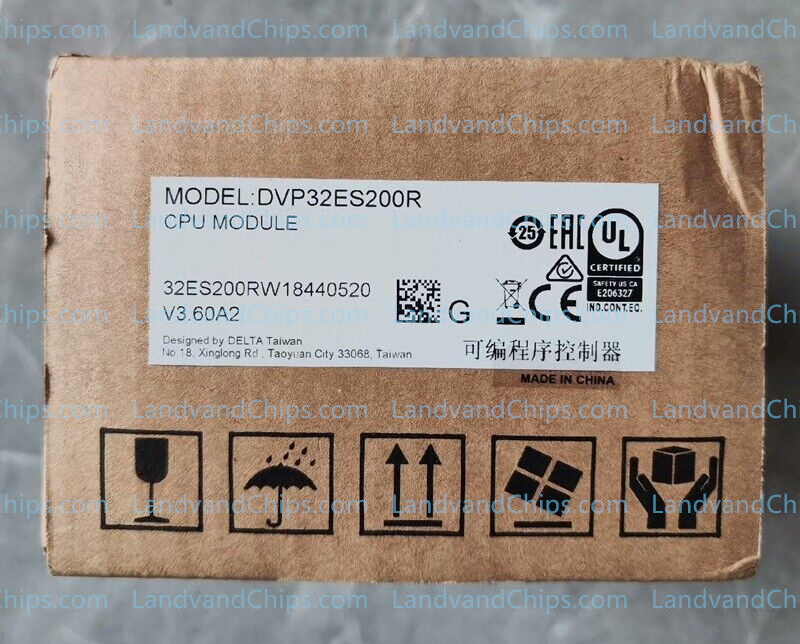 LandvandChips.com
MODEL:DVP32ES200R
CPU MODULE
25
EAC
UL
CERTIFIED
SAFETY US CA
E206327
IND.CONT.EQ.
32ES200RW18440520
V3.60A2
G
CE
Designed by DELTA Taiwan
No.18, Xinglong Rd., Taoyuan City 33068, Taiwan
可编程序控制器
MADE IN CHINA